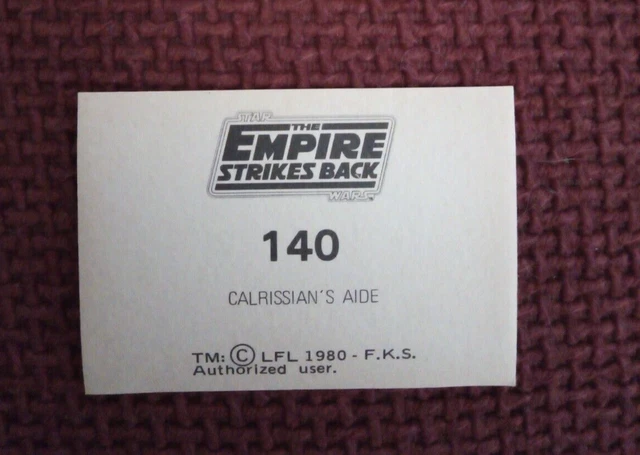 STAR
THE
EMPIRE
STRIKES BACK
WARS
140
CALRISSIAN'S AIDE
TM: © LFL 1980 - F.K.S.
Authorized user.